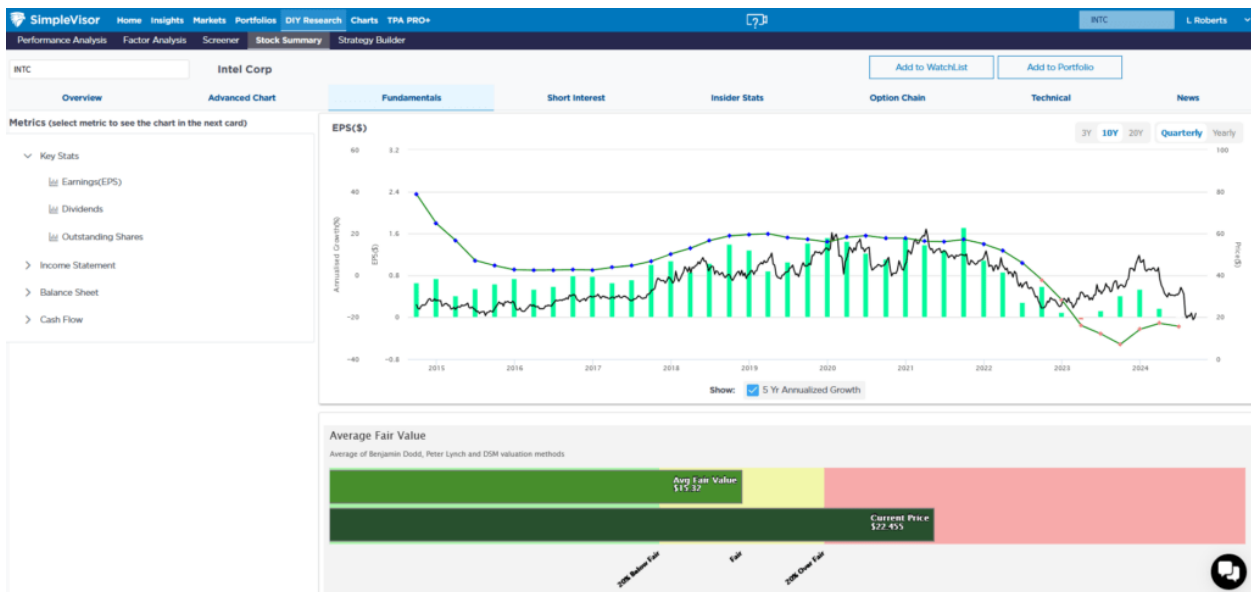 SimpleVisor Home Insights Markets Portfolios DIY Research Charts TPA PRO+ INTC L Roberts
Performance Analysis Factor Analysis Screener Stock Summary Strategy Builder
INTC Intel Corp Add to WatchList Add to Portfolio
Overview Advanced Chart Fundamentals Short Interest Insider Stats Option Chain Technical News
Metrics (select metric to see the chart in the next card)
Key Stats
Earnings(EPS)
Dividends
Outstanding Shares
Income Statement
Balance Sheet
Cash Flow
EPS($)
3Y 10Y 20Y Quarterly Yearly
60 3.2 100
40 2.4 80
20 1.6 60
0 0.8 40
-20 0 20
-40 -0.8 0
Annualised Growth(%)
EPS($)
Price($)
2015 2016 2017 2018 2019 2020 2021 2022 2023 2024
Show: 5 Yr Annualized Growth
Average Fair Value
Average of Benjamin Dodd, Peter Lynch and DSM valuation methods
Avg Fair Value
$15.32
Current Price
$22.455
20% Below Fair
Fair
20% Over Fair